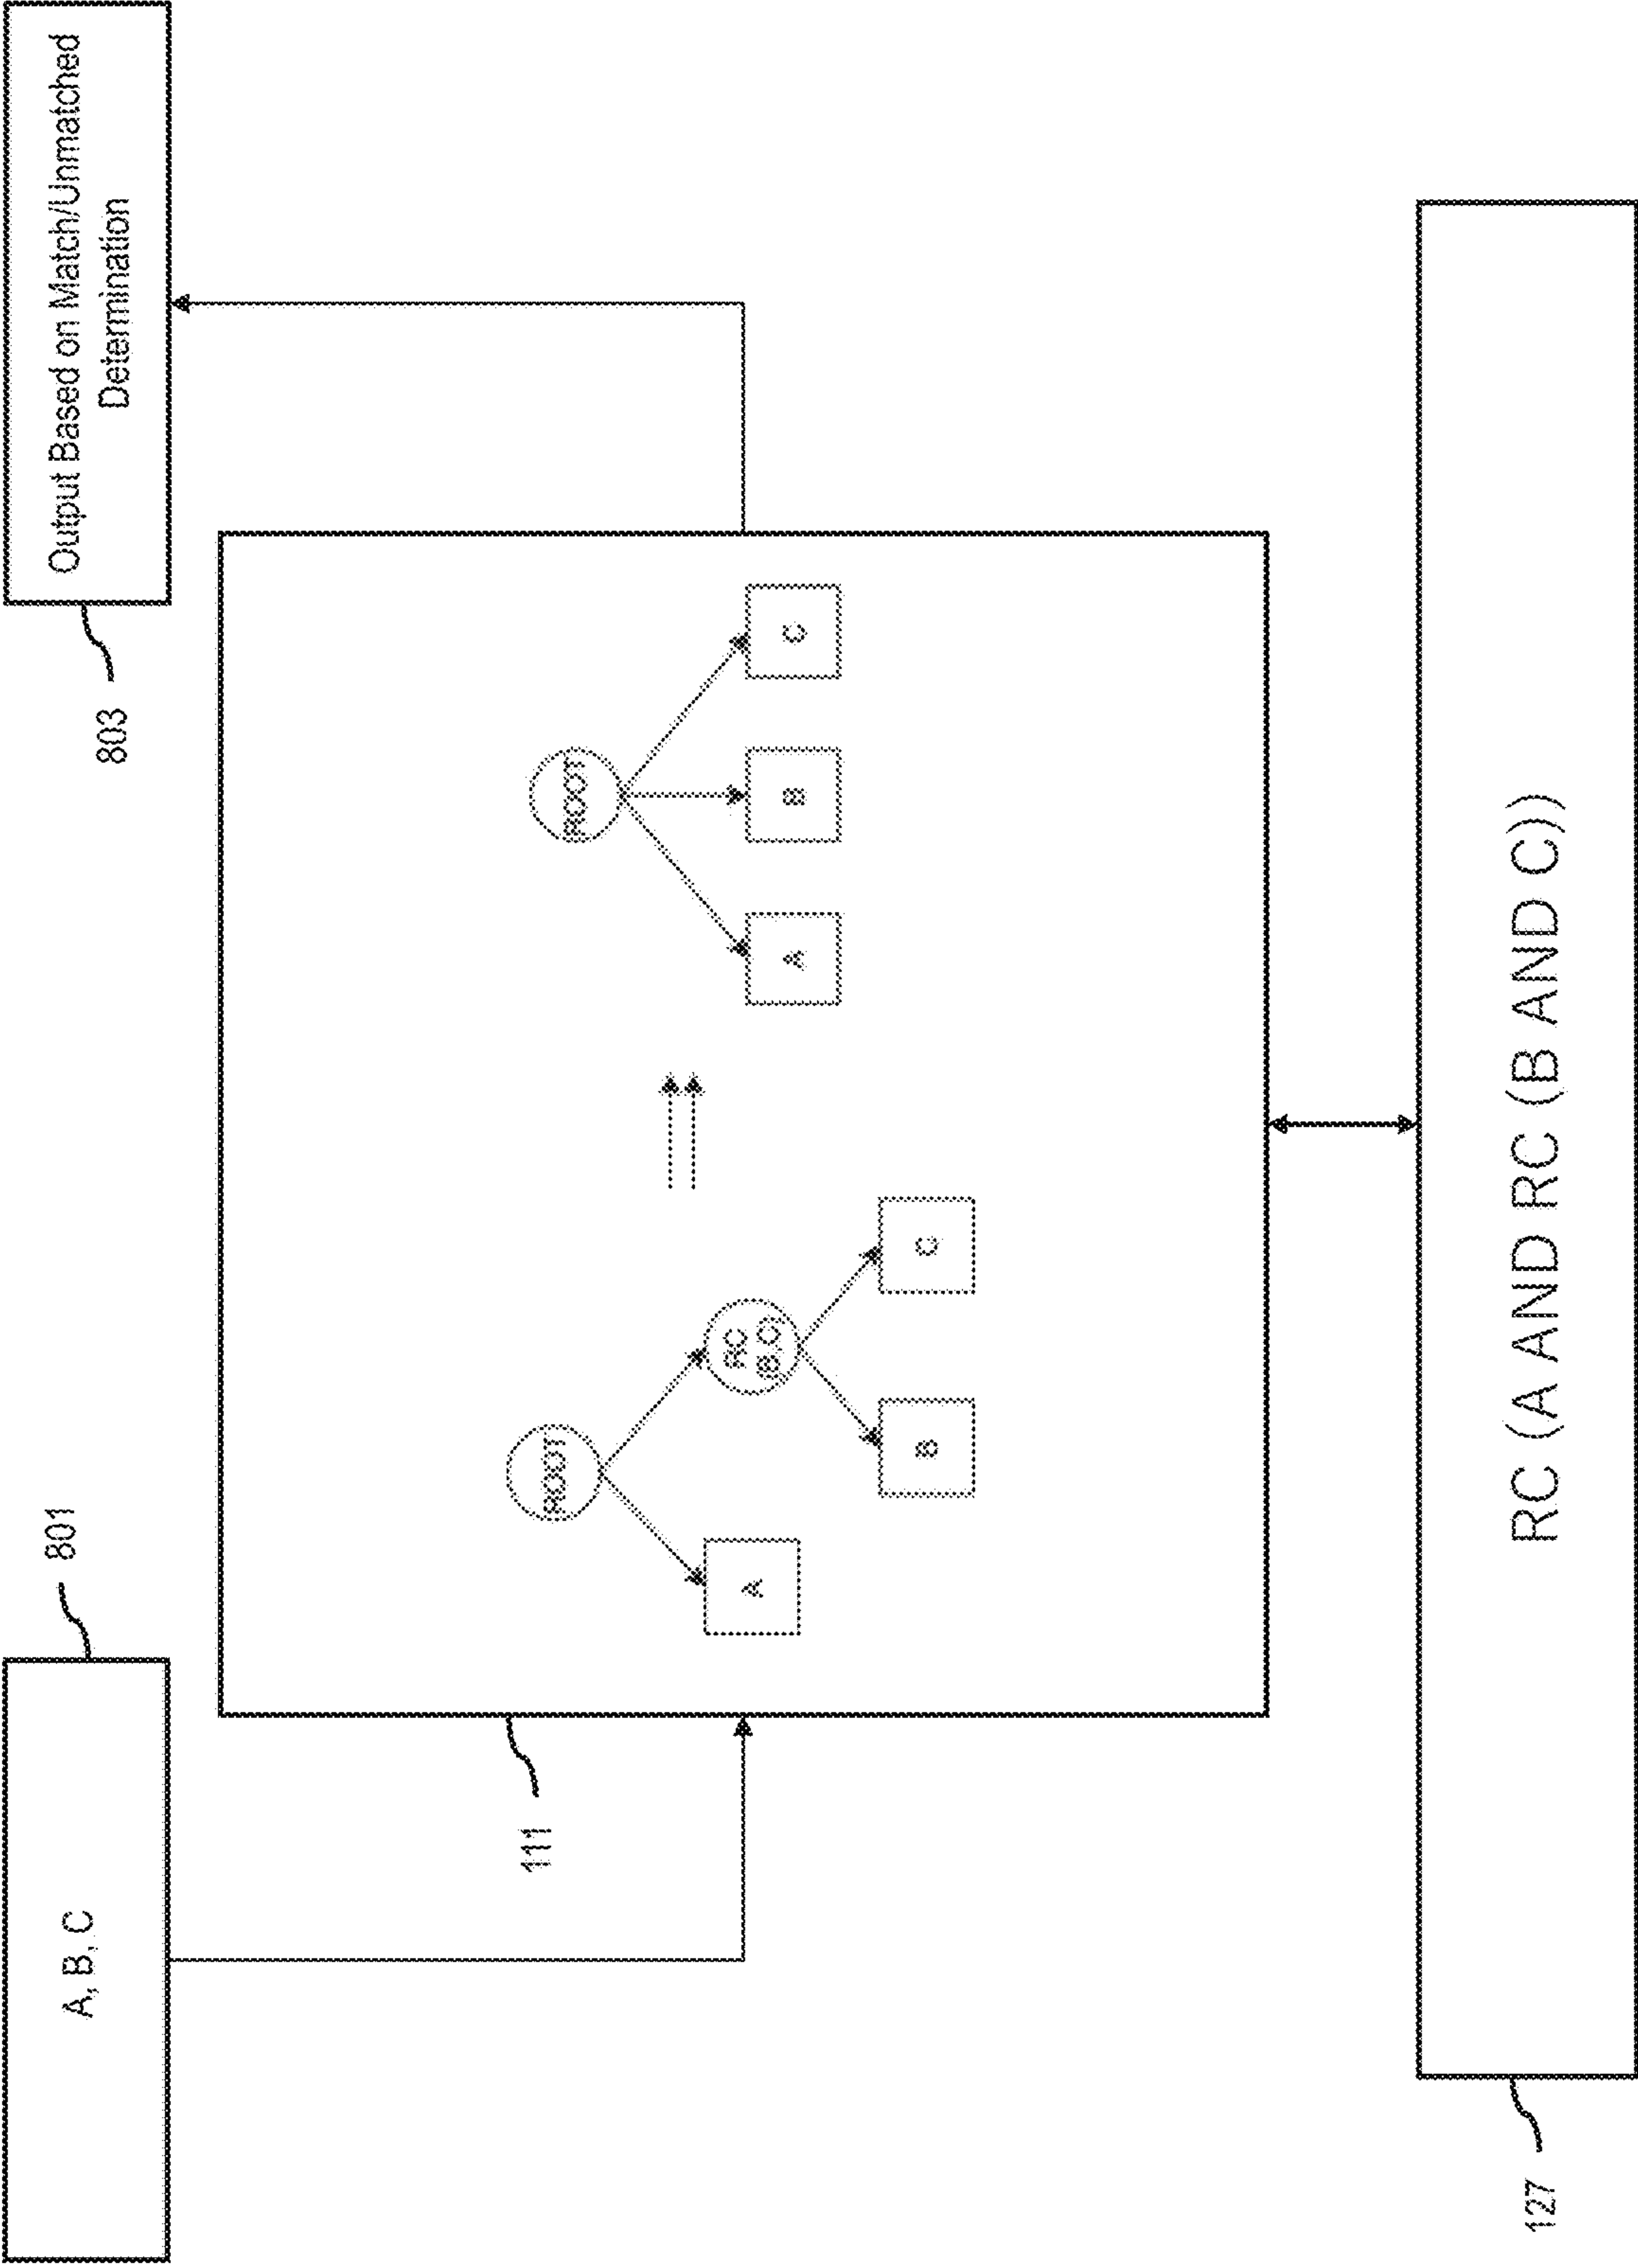 A, B, C
801
Output Based on Match/Unmatched
Determination
803
111
ROOT
A
RC
(B,C)
B
C
ROOT
A
B
C
RC (A AND RC (B AND C))
127